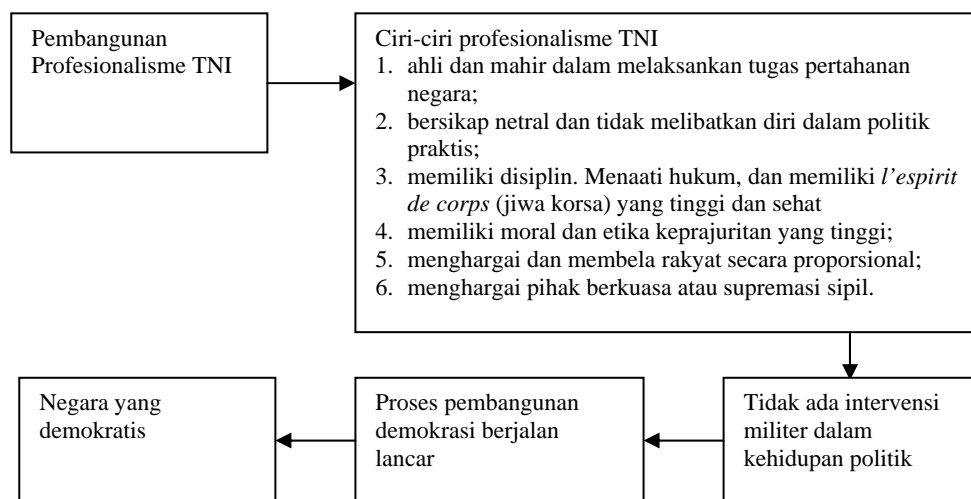 Pembangunan
Profesionalisme TNI
Ciri-ciri profesionalisme TNI
1. ahli dan mahir dalam melaksankan tugas pertahanan
negara;
2. bersikap netral dan tidak melibatkan diri dalam politik
praktis;
3. memiliki disiplin. Menaati hukum, dan memiliki l’espirit
de corps (jiwa korsa) yang tinggi dan sehat
4. memiliki moral dan etika keprajuritan yang tinggi;
5. menghargai dan membela rakyat secara proporsional;
6. menghargai pihak berkuasa atau supremasi sipil.
Tidak ada intervensi
militer dalam
kehidupan politik
Proses pembangunan
demokrasi berjalan
lancar
Negara yang
demokratis